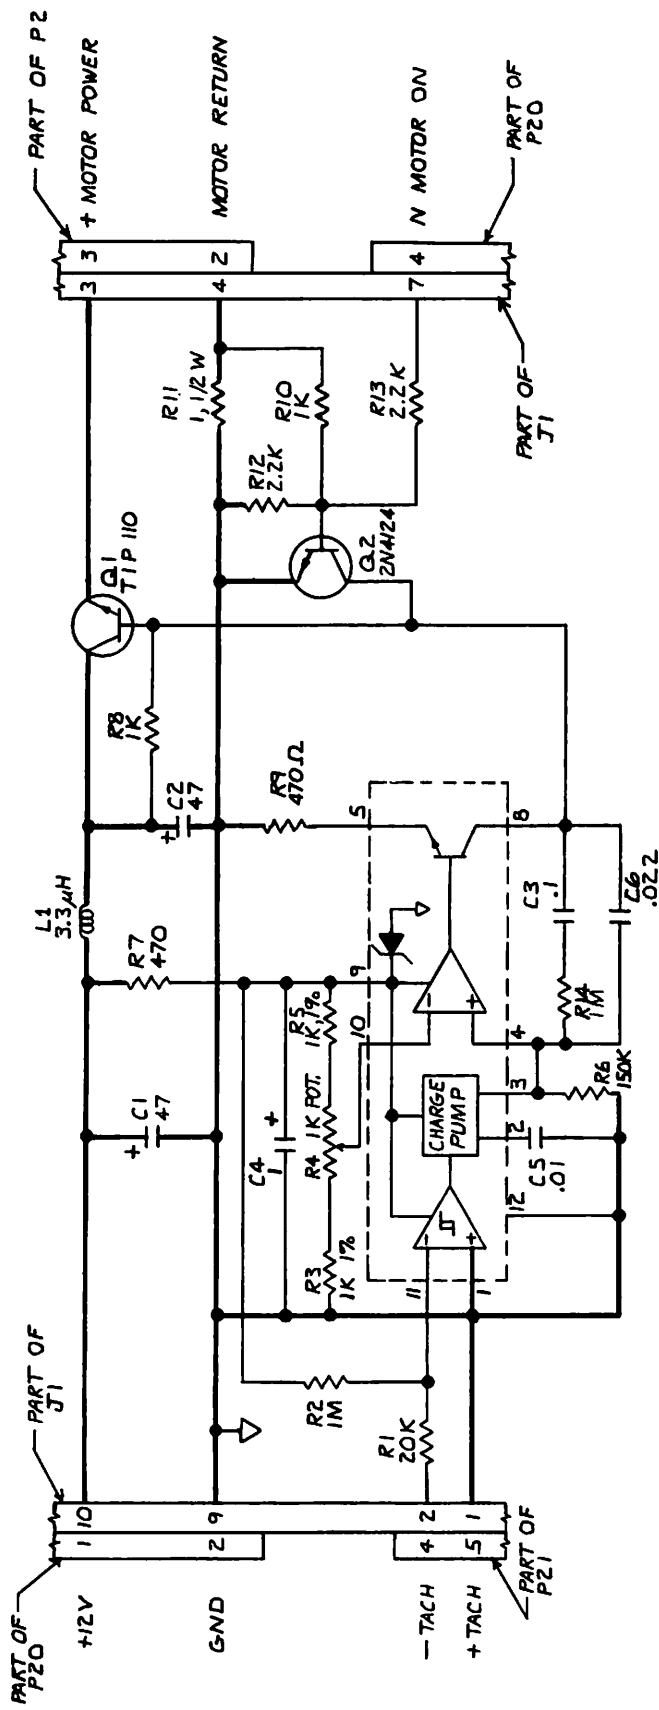 PART OF
P20
PART OF
J1
+12V
1
10
GND
2
9
-TACH
4
2
+TACH
5
1
PART OF
P21
R1
20K
R2
1M
C1
47
+
L1
3.3 µH
R7
470
C4
1
+
R3
1K 1%
R4
1K POT.
R5
1K, 1%
11
1
12
2
3
4
10
9
5
8
CHARGE
PUMP
-
+
-
+
C5
.01
R6
150K
R14
1M
C3
.1
C6
.022
C2
47
+
R9
470Ω
R8
1K
Q1
TIP 110
Q2
2N4124
R12
2.2K
R11
1, 1/2 W
R10
1K
R13
2.2K
3
3
+ MOTOR POWER
4
2
MOTOR RETURN
7
4
N MOTOR ON
PART OF P2
PART OF
P20
PART OF
J1